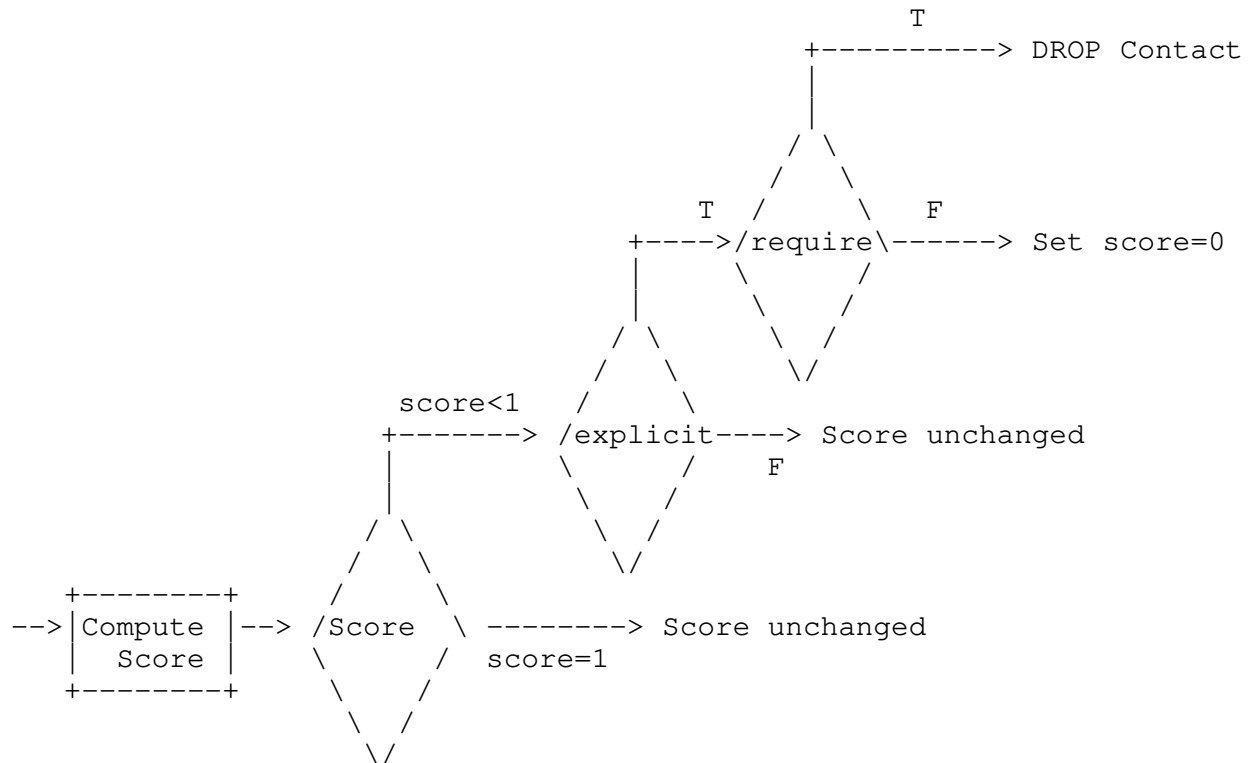 T
DROP Contact
T
F
require
Set score=0
score<1
explicit
Score unchanged
F
Compute
Score
Score
Score unchanged
score=1